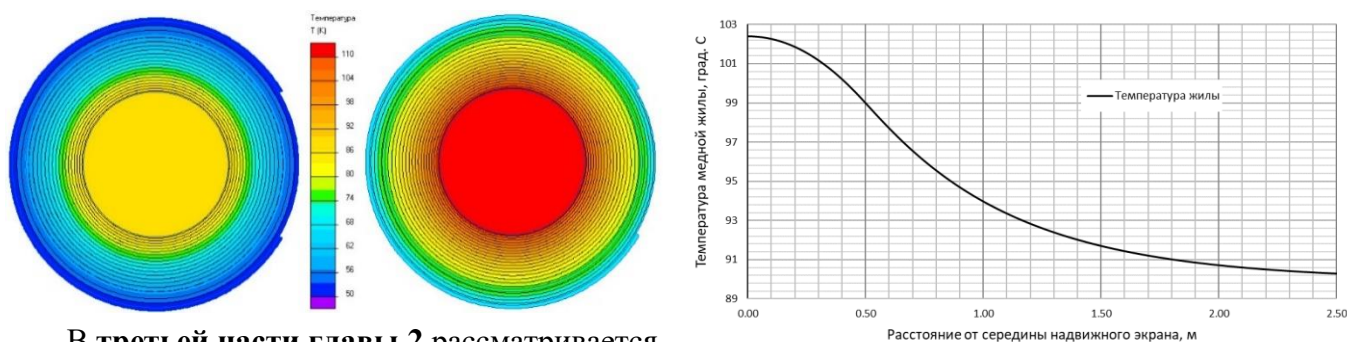 Температура
T (K)
110
104
98
92
86
80
74
68
62
56
50
Температура медной жилы, град. С
103
101
99
97
95
93
91
89
Температура жилы
0.00 0.50 1.00 1.50 2.00 2.50
Расстояние от середины надвижного экрана, м
В третьей части главы 2 рассматривается